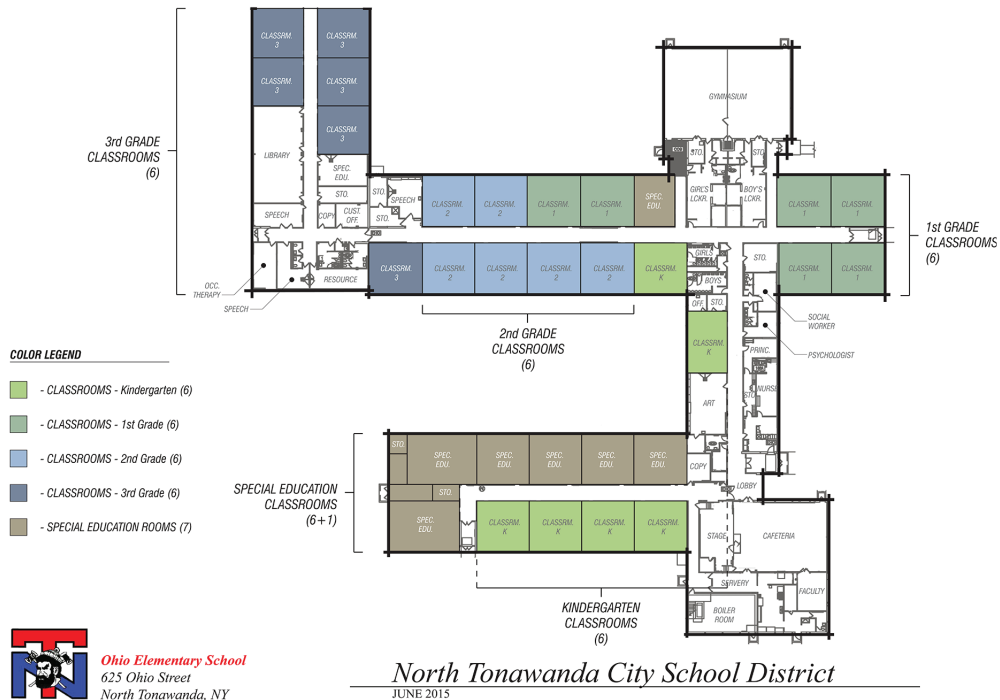 CLASSRM.
3
CLASSRM.
3
CLASSRM.
3
CLASSRM.
3
CLASSRM.
3
3rd GRADE
CLASSROOMS
(6)
LIBRARY
SPEC.
EDU.
STO.
SPEECH
COPY
CUST.
OFF.
STO.
STO.
SPEECH
CLASSRM.
2
CLASSRM.
2
CLASSRM.
1
CLASSRM.
1
SPEC.
EDU.
GYMNASIUM
STO.
STO.
GIRL'S
LCKR.
BOY'S
LCKR.
CLASSRM.
1
CLASSRM.
1
1st GRADE
CLASSROOMS
(6)
OCC.
THERAPY
SPEECH
RESOURCE
CLASSRM.
3
CLASSRM.
2
CLASSRM.
2
CLASSRM.
2
CLASSRM.
2
CLASSRM.
K
GIRLS
BOYS
OFF.
STO.
STO.
CLASSRM.
1
CLASSRM.
1
SOCIAL
WORKER
PSYCHOLOGIST
2nd GRADE
CLASSROOMS
(6)
CLASSRM.
K
PRINC.
NURSE
STO.
ART
COLOR LEGEND
- CLASSROOMS - Kindergarten (6)
- CLASSROOMS - 1st Grade (6)
- CLASSROOMS - 2nd Grade (6)
- CLASSROOMS - 3rd Grade (6)
- SPECIAL EDUCATION ROOMS (7)
SPECIAL EDUCATION
CLASSROOMS
(6+1)
STO.
SPEC.
EDU.
SPEC.
EDU.
SPEC.
EDU.
SPEC.
EDU.
SPEC.
EDU.
COPY
LOBBY
STO.
SPEC.
EDU.
CLASSRM.
K
CLASSRM.
K
CLASSRM.
K
CLASSRM.
K
STAGE
CAFETERIA
SERVERY
FACULTY
BOILER
ROOM
KINDERGARTEN
CLASSROOMS
(6)
TN
Ohio Elementary School
625 Ohio Street
North Tonawanda, NY
North Tonawanda City School District
JUNE 2015